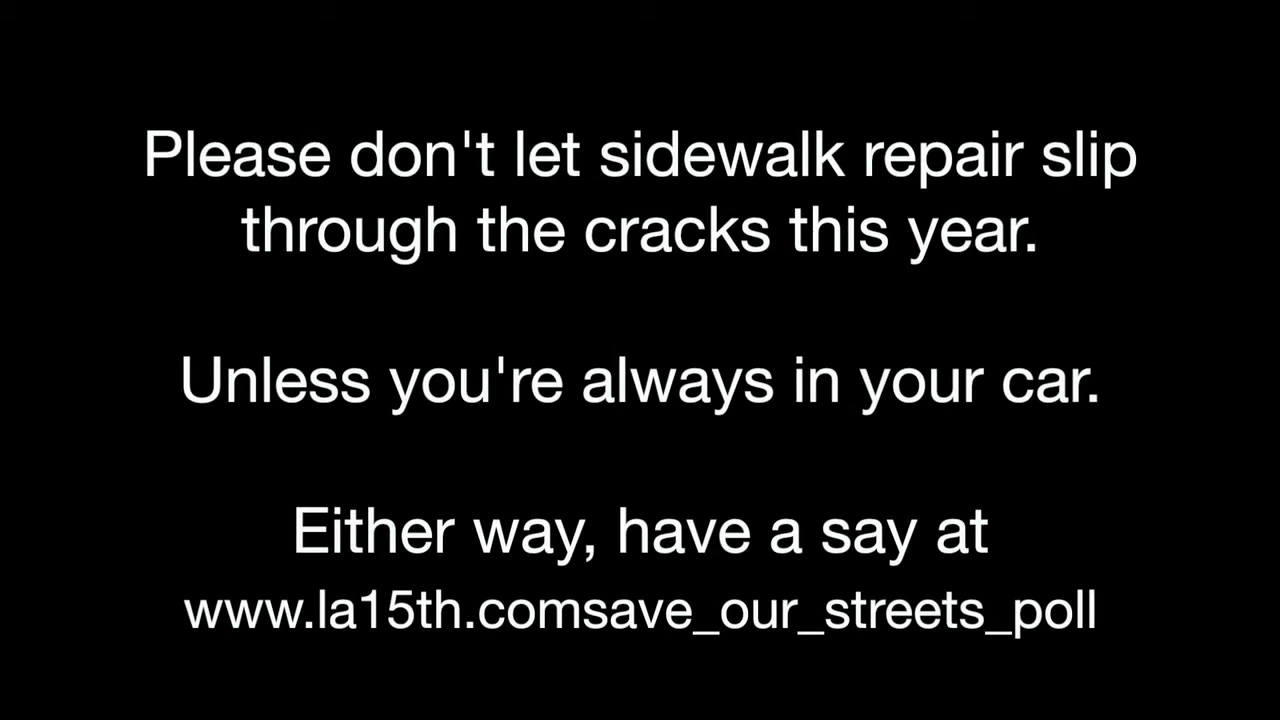 Please don't let sidewalk repair slip
through the cracks this year.
Unless you're always in your car.
Either way, have a say at
www.la15th.comsave_our_streets_poll